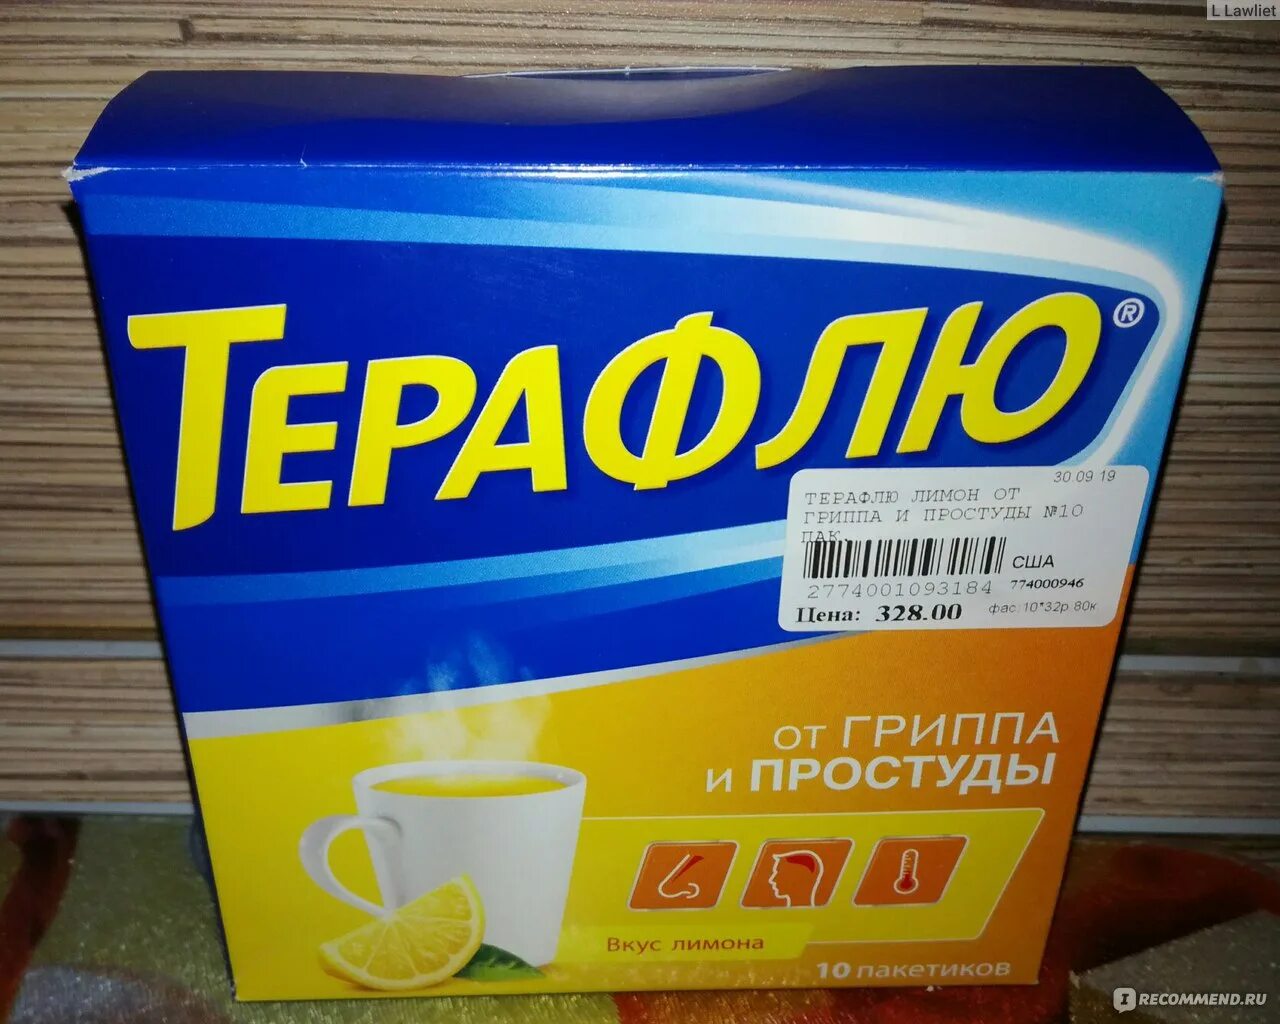 L Lawliet
ТЕРАФЛЮ®
30.09 19
ТЕРАФЛЮ ЛИМОН ОТ
ГРИППА И ПРОСТУДЫ №10
ПАК.
США
2774001093184 774000946
Цена: 328.00 фас:10*32р.80к
от ГРИППА
и ПРОСТУДЫ
Вкус лимона
10 пакетиков
IRECOMMEND.RU